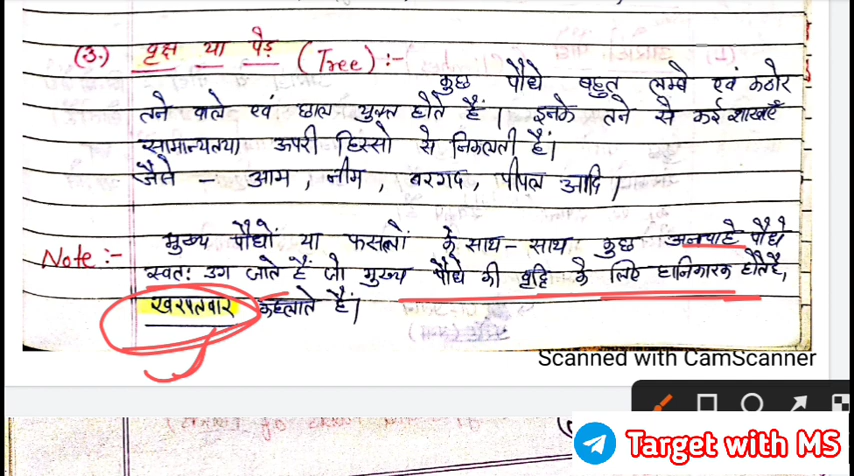 (3.) वृक्ष या पेड़ (Tree) :-
कुछ पौधे बहुत लम्बे एवं कठोर
तने वाले एवं छाल युक्त होते हैं। इनके तने से कई शाखाएँ
सामान्यतया ऊपरी हिस्सो से निकलती हैं।
जैसे - आम, नीम, बरगद, पीपल आदि।
मुख्य पौधों या फसलों के साथ-साथ कुछ अनचाहे पौधे
Note :- स्वतः उग जाते हैं जो मुख्य पौधे की वृद्धि के लिए हानिकारक होते है,
खरपतवार कहलाते हैं।
Scanned with CamScanner
Target with MS